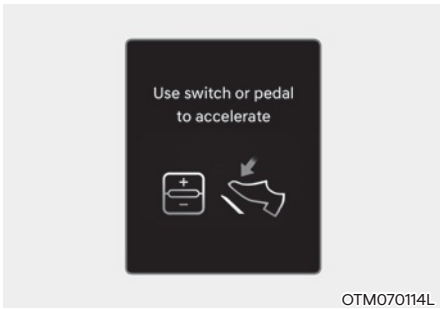 Use switch or pedal
to accelerate
+
−
OTM070114L